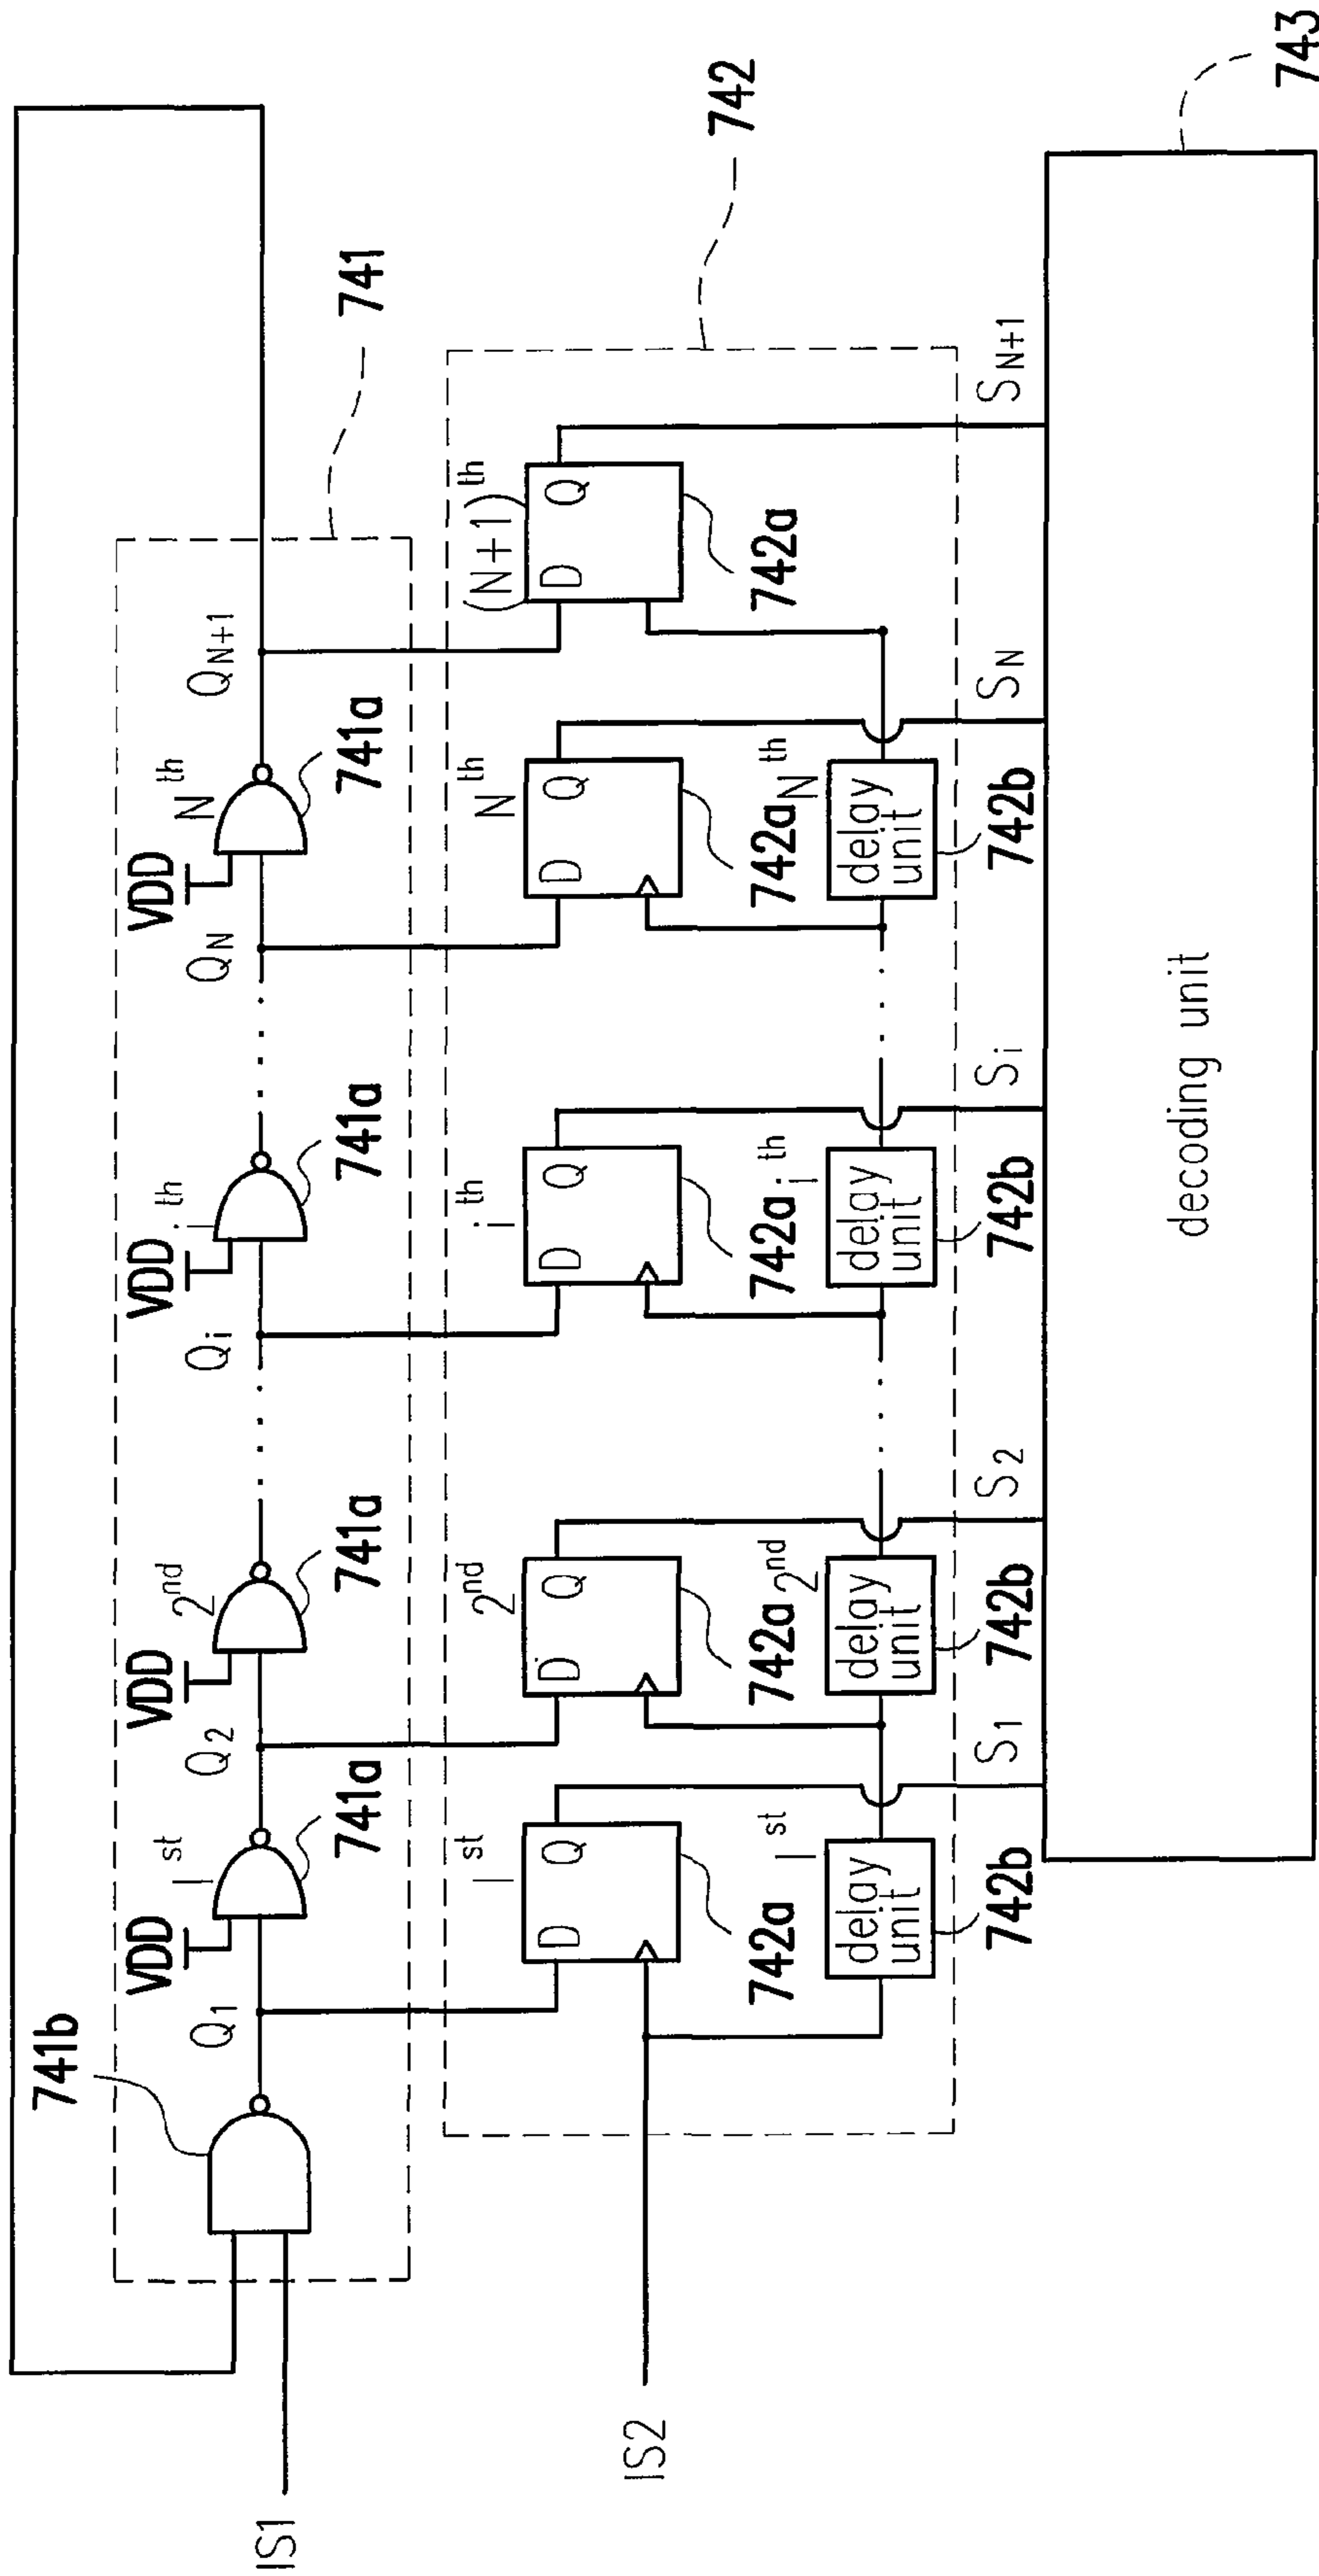 741b
741
VDD
1st
VDD
2nd
VDD
ith
VDD
Nth
Q1
Q2
Qi
QN
QN+1
741a
741a
741a
741a
IS1
742
1st
2nd
ith
Nth
(N+1)th
D Q
D Q
D Q
D Q
D Q
742a
742a
742a
742a
742a
IS2
1st
2nd
ith
Nth
delay
unit
delay
unit
delay
unit
delay
unit
742b
742b
742b
742b
S1
S2
Si
SN
SN+1
decoding unit
743